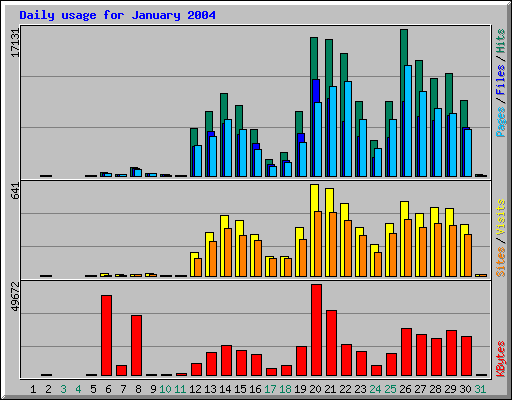 Daily usage for January 2004
17131
Pages / Files / Hits
641
Sites / Visits
49672
KBytes
1 2 3 4 5 6 7 8 9 10 11 12 13 14 15 16 17 18 19 20 21 22 23 24 25 26 27 28 29 30 31